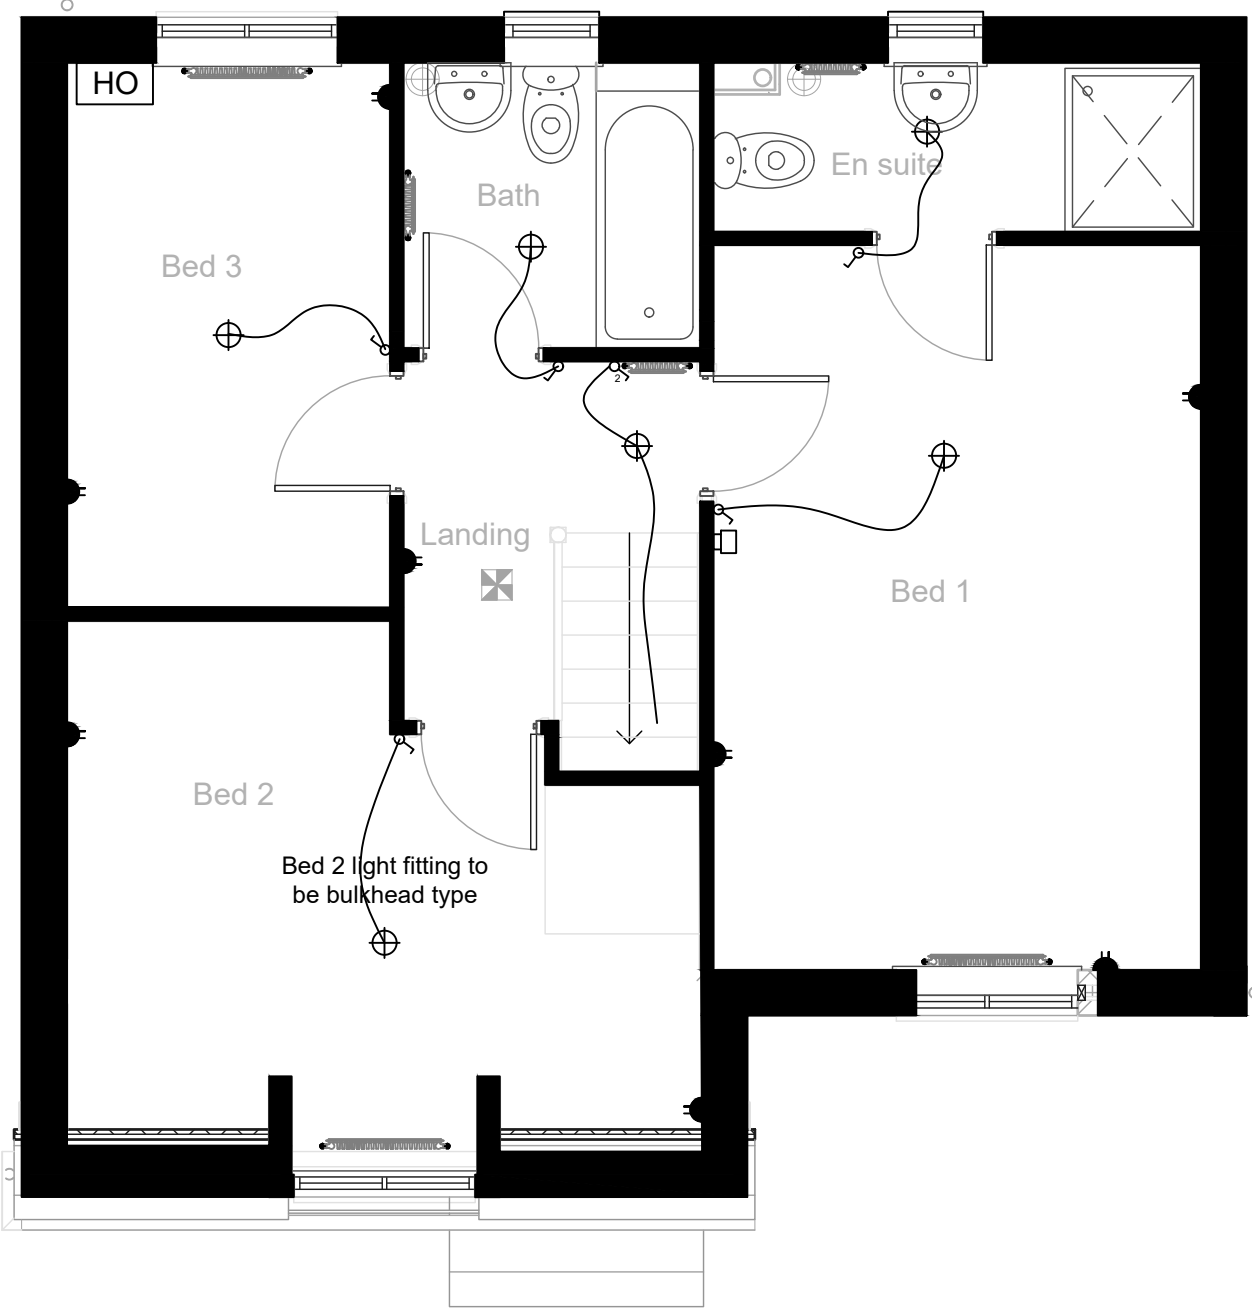 HO
Bath
En suite
Bed 3
2
Landing
Bed 1
Bed 2
Bed 2 light fitting to
be bulkhead type